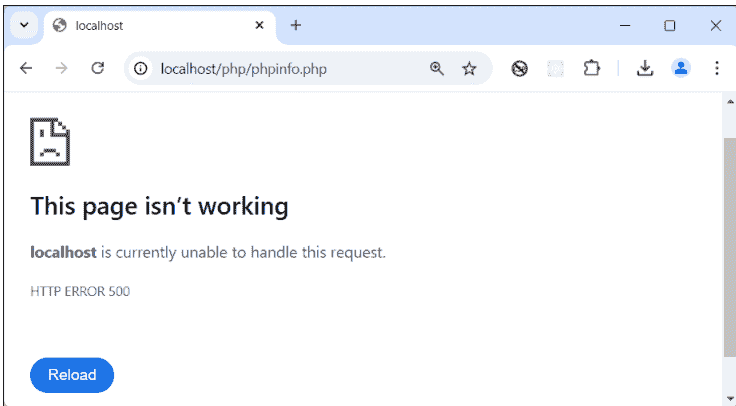 localhost
localhost/php/phpinfo.php
This page isn’t working
localhost is currently unable to handle this request.
HTTP ERROR 500
Reload